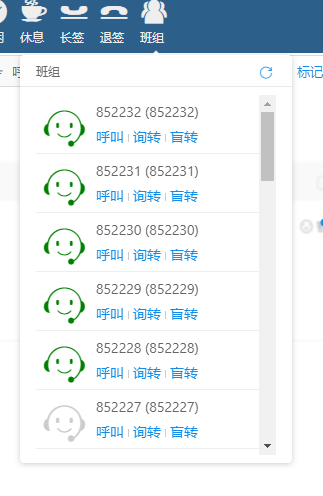 休息 长签 退签 班组
班组
标记
852232 (852232)
呼叫 询转 盲转
852231 (852231)
呼叫 询转 盲转
852230 (852230)
呼叫 询转 盲转
852229 (852229)
呼叫 询转 盲转
852228 (852228)
呼叫 询转 盲转
852227 (852227)
呼叫 询转 盲转